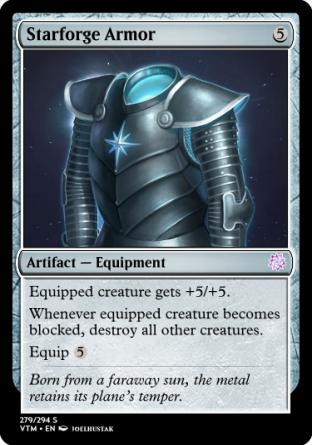 Starforge Armor 5
Artifact — Equipment
Equipped creature gets +5/+5.
Whenever equipped creature becomes
blocked, destroy all other creatures.
Equip 5
Born from a faraway sun, the metal
retains its plane's temper.
279/294 S
VTM • EN JOELHUSTAK